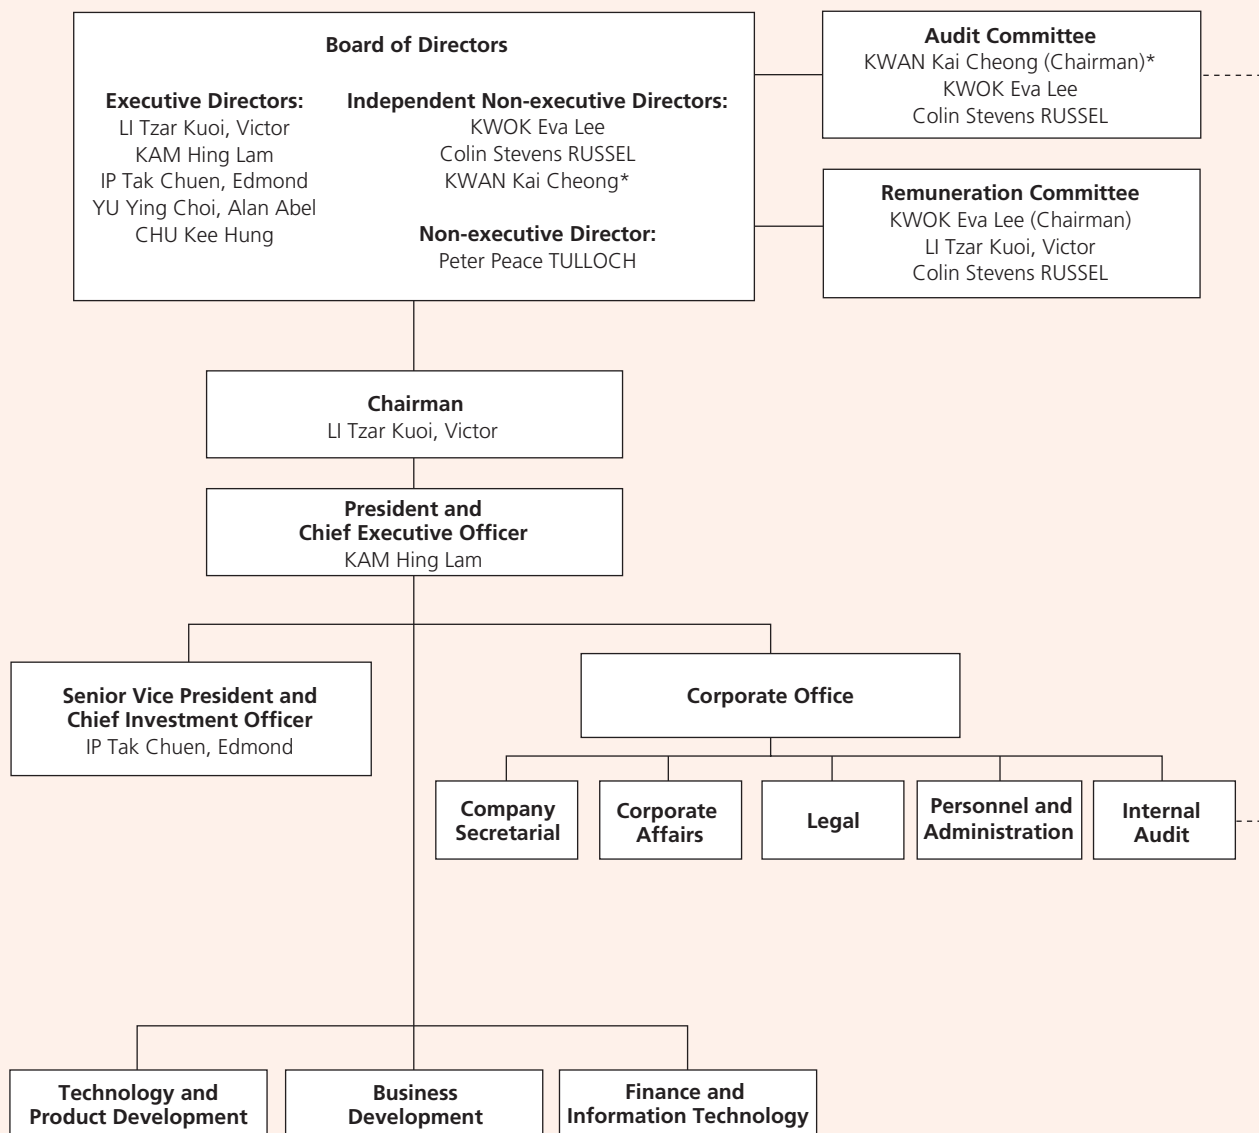 Board of Directors
Executive Directors:
LI Tzar Kuoi, Victor
KAM Hing Lam
IP Tak Chuen, Edmond
YU Ying Choi, Alan Abel
CHU Kee Hung
Independent Non-executive Directors:
KWOK Eva Lee
Colin Stevens RUSSEL
KWAN Kai Cheong*
Non-executive Director:
Peter Peace TULLOCH
Audit Committee
KWAN Kai Cheong (Chairman)*
KWOK Eva Lee
Colin Stevens RUSSEL
Remuneration Committee
KWOK Eva Lee (Chairman)
LI Tzar Kuoi, Victor
Colin Stevens RUSSEL
Chairman
LI Tzar Kuoi, Victor
President and
Chief Executive Officer
KAM Hing Lam
Senior Vice President and
Chief Investment Officer
IP Tak Chuen, Edmond
Corporate Office
Company
Secretarial
Corporate
Affairs
Legal
Personnel and
Administration
Internal
Audit
Technology and
Product Development
Business
Development
Finance and
Information Technology